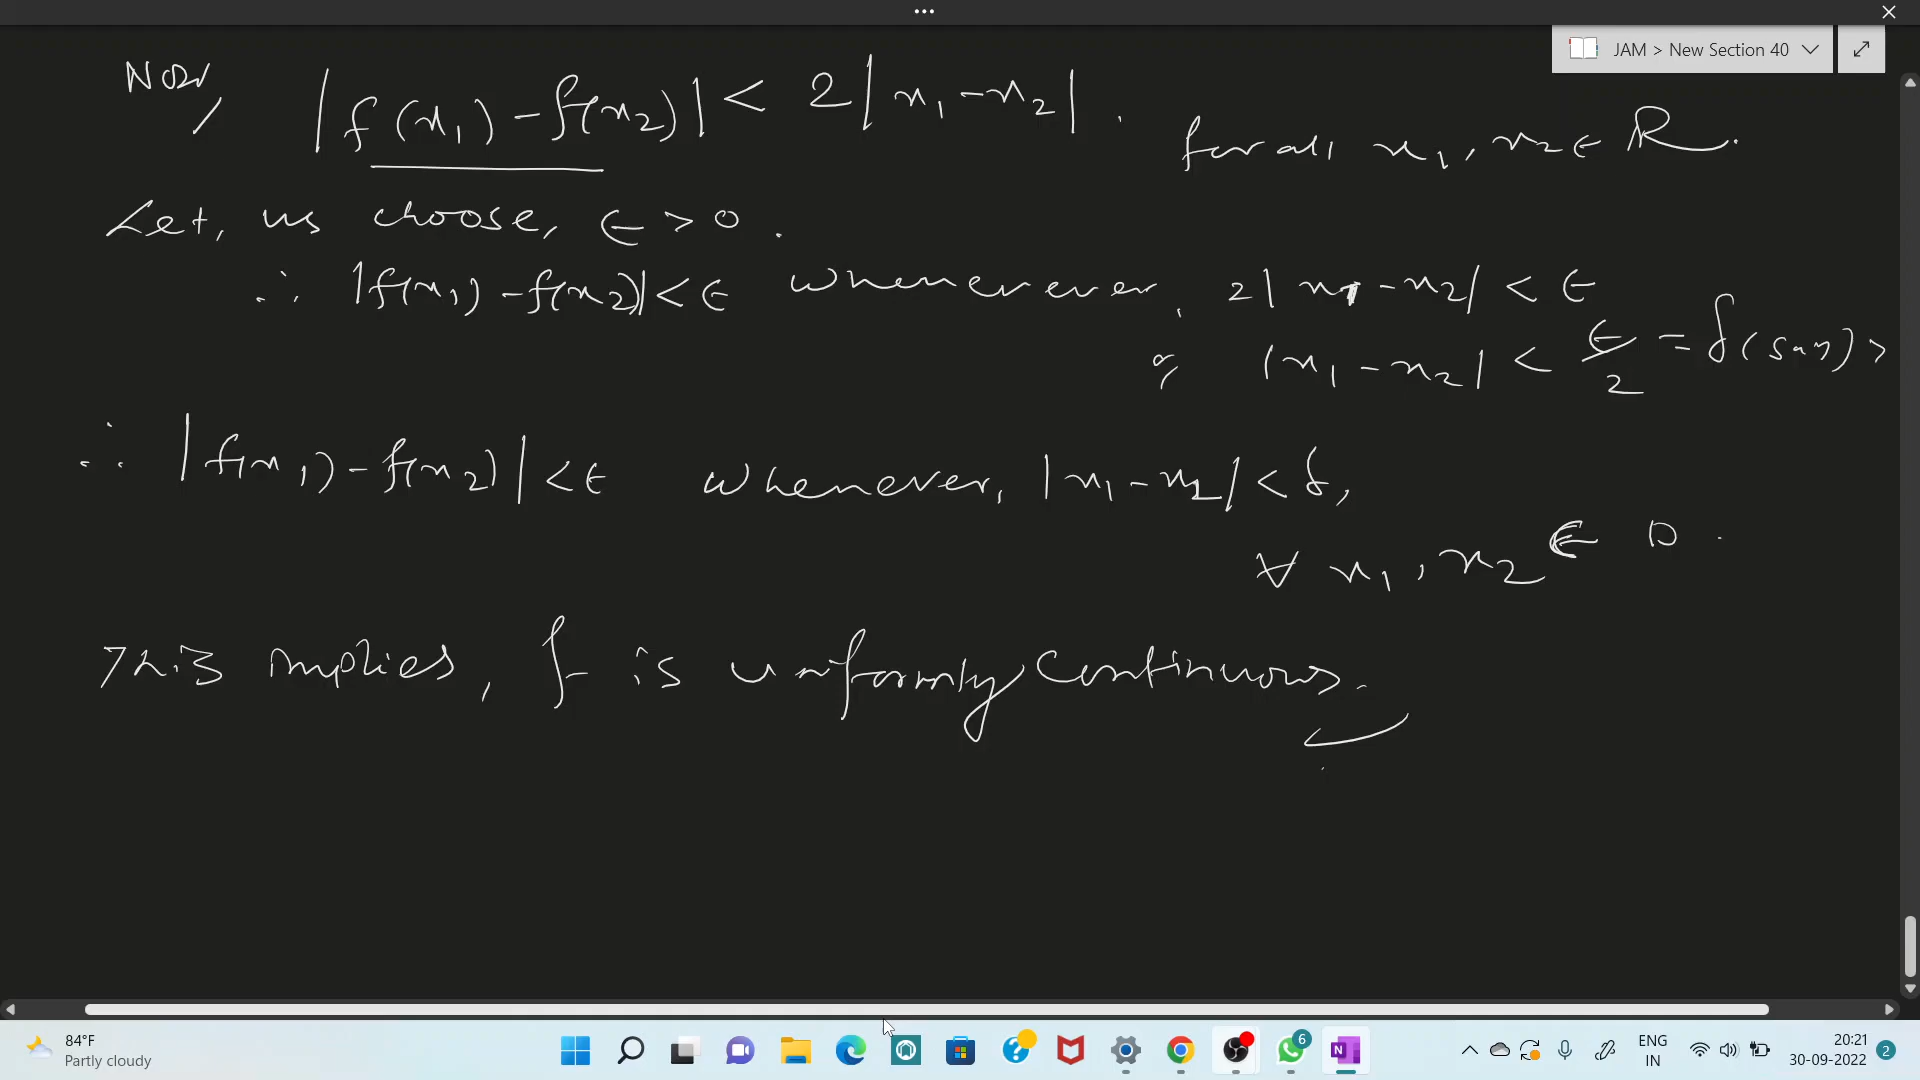 JAM > New Section 40
Now, |f(x₁) - f(x₂)| < 2|x₁ - x₂| . for all x₁, x₂ ∈ R.
Let, us choose, ∈ > 0 .
∴ |f(x₁) - f(x₂)| < ∈ whenever, 2|x₁ - x₂| < ∈
or |x₁ - x₂| < ∈/2 = δ (say) >
∴ |f(x₁) - f(x₂)| < ∈ whenever, |x₁ - x₂| < δ,
∀ x₁, x₂ ∈ D .
This implies, f is uniformly continuous.
84°F
Partly cloudy
6
ENG
IN
20:21
30-09-2022
2